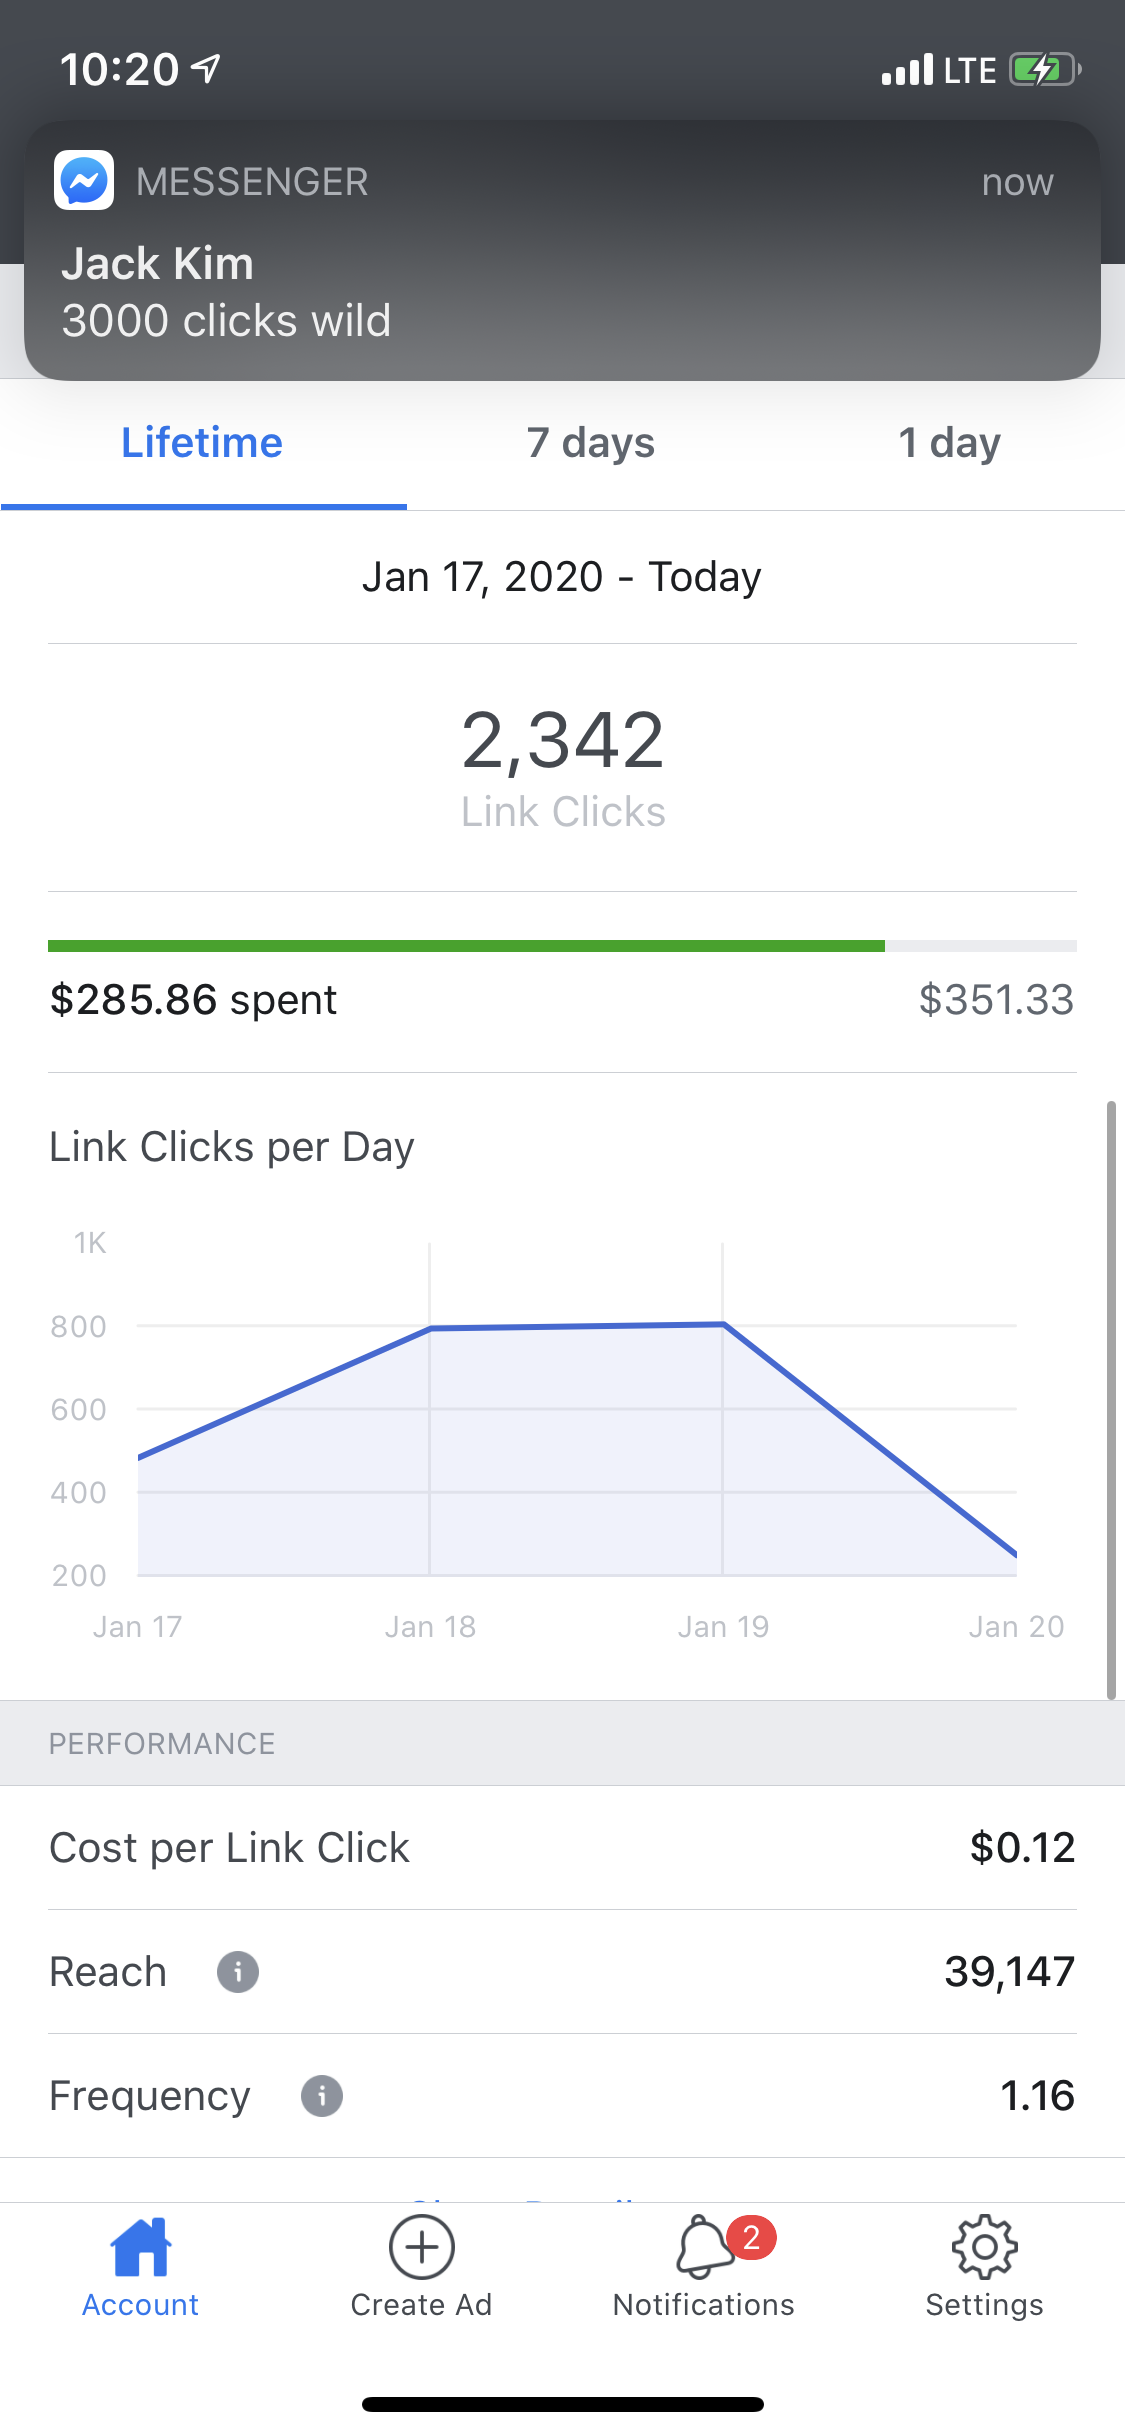 10:20
LTE
MESSENGER
now
Jack Kim
3000 clicks wild
Lifetime
7 days
1 day
Jan 17, 2020 - Today
2,342
Link Clicks
$285.86 spent
$351.33
Link Clicks per Day
1K
800
600
400
200
Jan 17
Jan 18
Jan 19
Jan 20
PERFORMANCE
Cost per Link Click
$0.12
Reach
39,147
Frequency
1.16
2
Account
Create Ad
Notifications
Settings